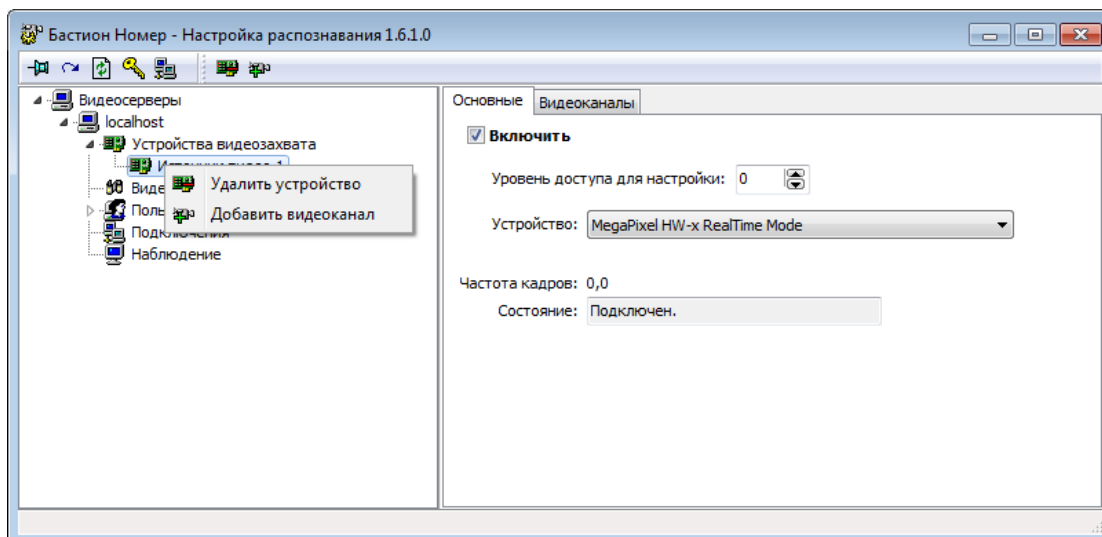 Бастион Номер - Настройка распознавания 1.6.1.0
Видеосерверы
localhost
Устройства видеозахвата
Удалить устройство
Добавить видеоканал
Подключения
Наблюдение
Основные Видеоканалы
Включить
Уровень доступа для настройки: 0
Устройство: MegaPixel HW-x RealTime Mode
Частота кадров: 0,0
Состояние: Подключен.